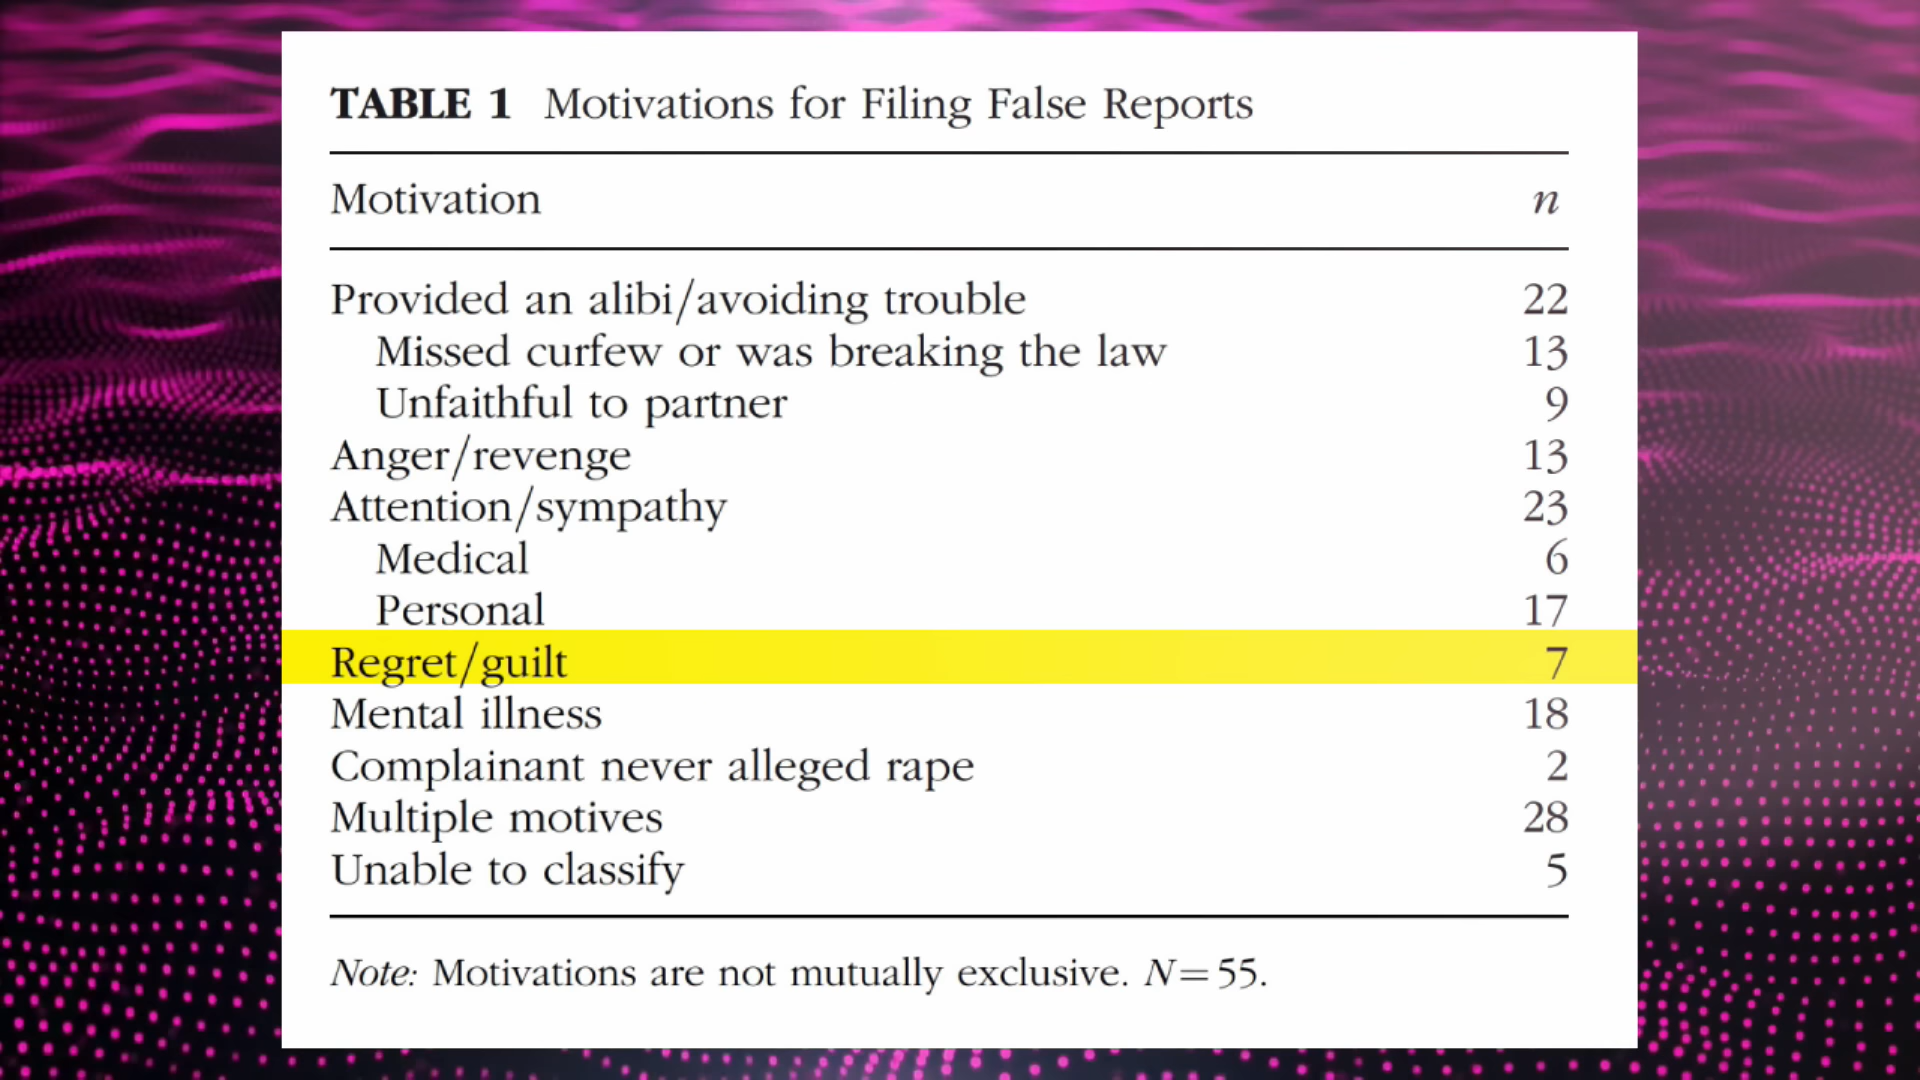 TABLE 1 Motivations for Filing False Reports
Motivation n
Provided an alibi/avoiding trouble 22
Missed curfew or was breaking the law 13
Unfaithful to partner 9
Anger/revenge 13
Attention/sympathy 23
Medical 6
Personal 17
Regret/guilt 7
Mental illness 18
Complainant never alleged rape 2
Multiple motives 28
Unable to classify 5
Note: Motivations are not mutually exclusive. N=55.